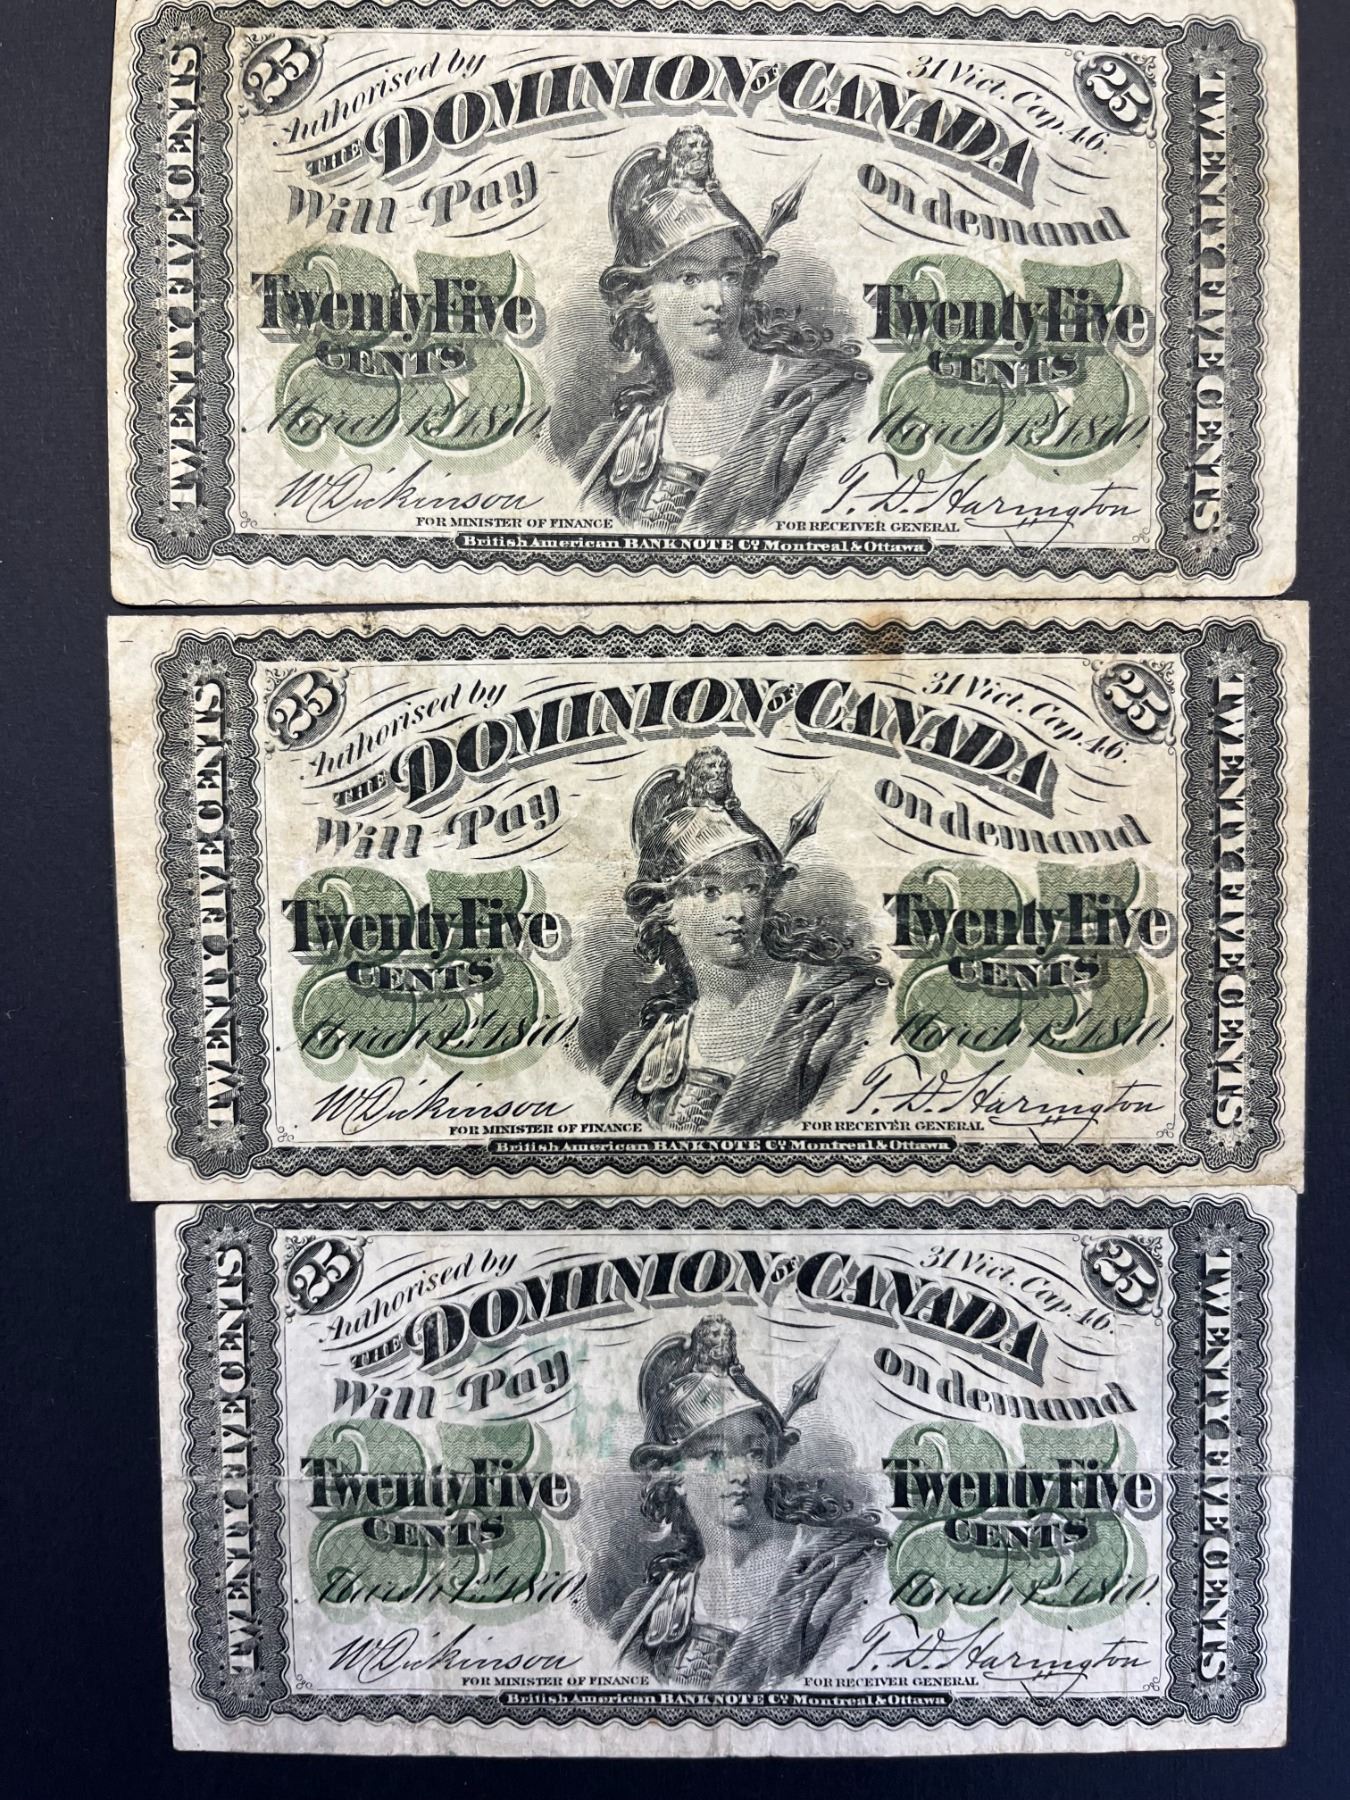 25 Authorised by 31 Vict. Cap. 46. 25
THE DOMINION OF CANADA
Will Pay on demand
TWENTY FIVE CENTS
25 Twenty Five CENTS
25 Twenty Five CENTS
TWENTY FIVE CENTS
March 1st 1870. March 1st 1870.
W Dickinson T. D. Harington
FOR MINISTER OF FINANCE FOR RECEIVER GENERAL
British American BANK NOTE Co. Montreal & Ottawa
25 Authorised by 31 Vict. Cap. 46. 25
THE DOMINION OF CANADA
Will Pay on demand
TWENTY FIVE CENTS
25 Twenty Five CENTS
25 Twenty Five CENTS
TWENTY FIVE CENTS
March 1st 1870. March 1st 1870.
W Dickinson T. D. Harington
FOR MINISTER OF FINANCE FOR RECEIVER GENERAL
British American BANK NOTE Co. Montreal & Ottawa
25 Authorised by 31 Vict. Cap. 46. 25
THE DOMINION OF CANADA
Will Pay on demand
TWENTY FIVE CENTS
25 Twenty Five CENTS
25 Twenty Five CENTS
TWENTY FIVE CENTS
March 1st 1870. March 1st 1870.
W Dickinson T. D. Harington
FOR MINISTER OF FINANCE FOR RECEIVER GENERAL
British American BANK NOTE Co. Montreal & Ottawa